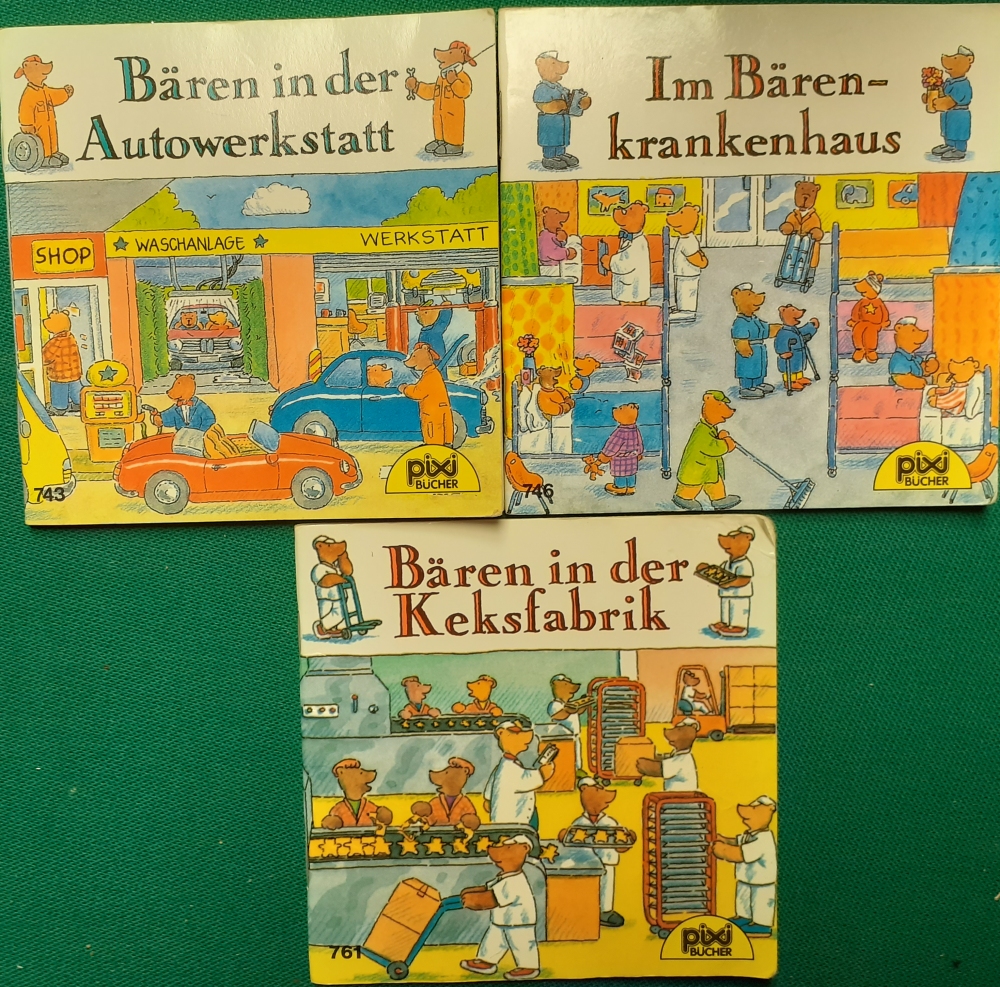 Bären in der
Autowerkstatt
SHOP
WASCHANLAGE
WERKSTATT
743
pixi
BÜCHER
Im Bären-
krankenhaus
746
pixi
BÜCHER
Bären in der
Keksfabrik
761
pixi
BÜCHER